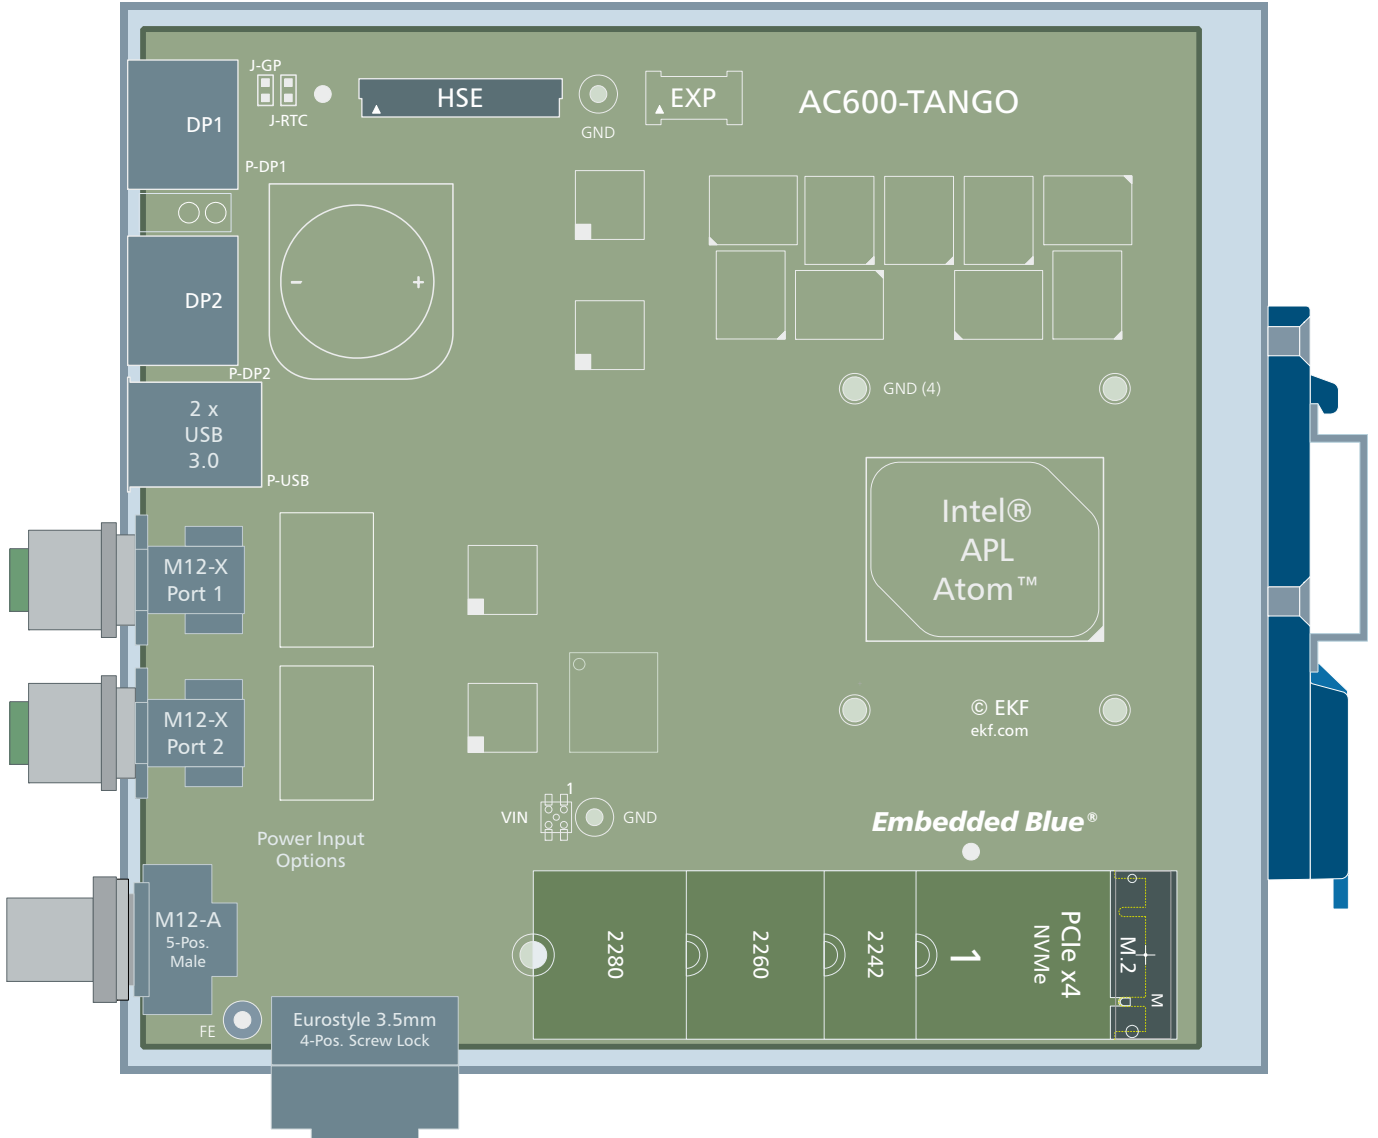 J-GP
J-RTC
HSE
GND
EXP
AC600-TANGO
DP1
P-DP1
DP2
- +
P-DP2
2 x
USB
3.0
P-USB
GND (4)
Intel®
APL
Atom™
M12-X
Port 1
M12-X
Port 2
© EKF
ekf.com
1
VIN
GND
Embedded Blue®
Power Input
Options
M12-A
5-Pos.
Male
FE
Eurostyle 3.5mm
4-Pos. Screw Lock
2280
2260
2242
1
PCIe x4
NVMe
M.2
M